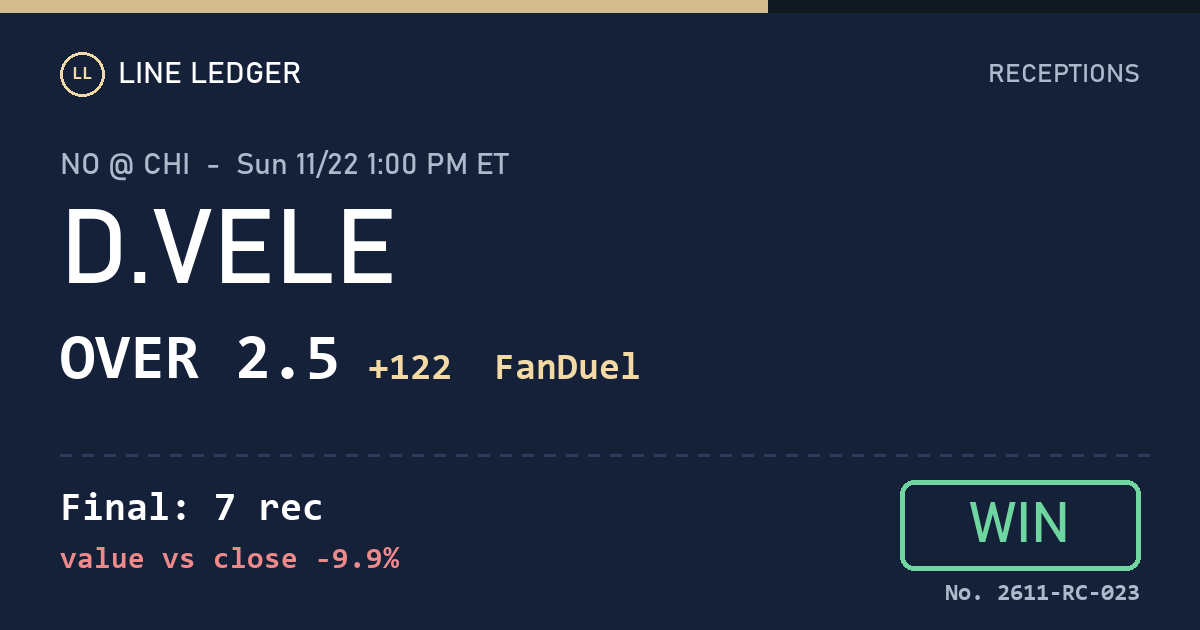 LL LINE LEDGER
RECEPTIONS
NO @ CHI - Sun 11/22 1:00 PM ET
D.VELE
OVER 2.5 +122 FanDuel
Final: 7 rec
WIN
value vs close -9.9%
No. 2611-RC-023